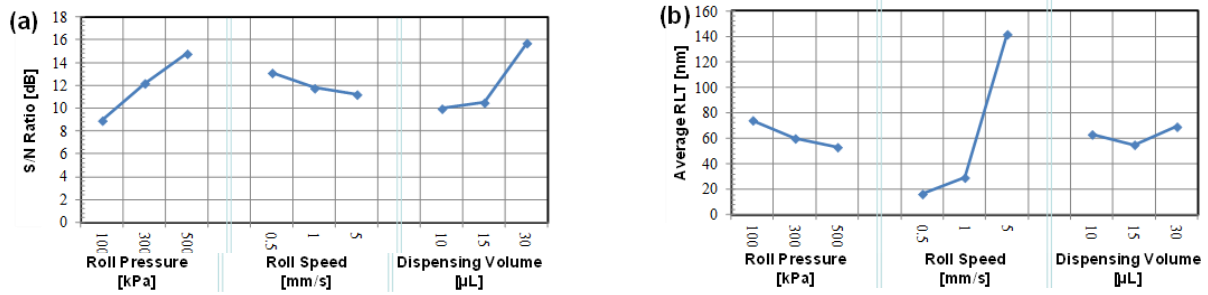 (a)
S/N Ratio [dB]
18
16
14
12
10
8
6
4
2
0
100
300
500
0.5
1
5
10
15
30
Roll Pressure
[kPa]
Roll Speed
[mm/s]
Dispensing Volume
[µL]
(b)
Average RLT [nm]
160
140
120
100
80
60
40
20
0
100
300
500
0.5
1
5
10
15
30
Roll Pressure
[kPa]
Roll Speed
[mm/s]
Dispensing Volume
[µL]